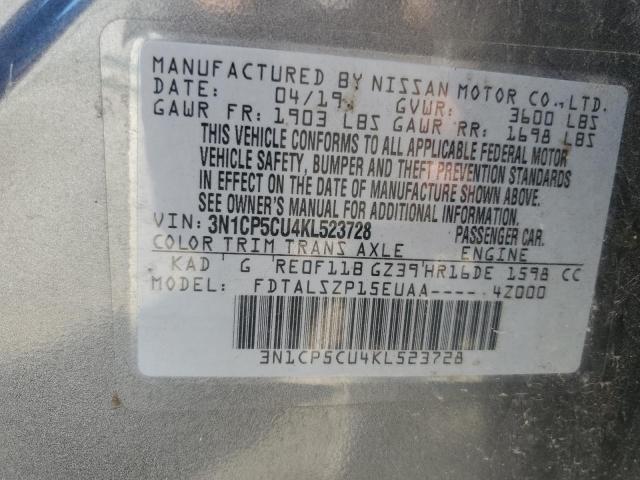 MANUFACTURED BY NISSAN MOTOR CO.,LTD.
DATE: 04/19 GVWR: 3600 LBS
GAWR FR: 1903 LBS GAWR RR: 1698 LBS
THIS VEHICLE CONFORMS TO ALL APPLICABLE FEDERAL MOTOR
VEHICLE SAFETY, BUMPER AND THEFT PREVENTION STANDARDS
IN EFFECT ON THE DATE OF MANUFACTURE SHOWN ABOVE.
SEE OWNER'S MANUAL FOR ADDITIONAL INFORMATION.
VIN: 3N1CP5CU4KL523728 PASSENGER CAR.
COLOR TRIM TRANS AXLE ENGINE
KAD G RE0F11B GZ39 HR16DE 1598 CC
MODEL: FDTALSZP15EUAA---- 4Z000
3N1CP5CU4KL523728